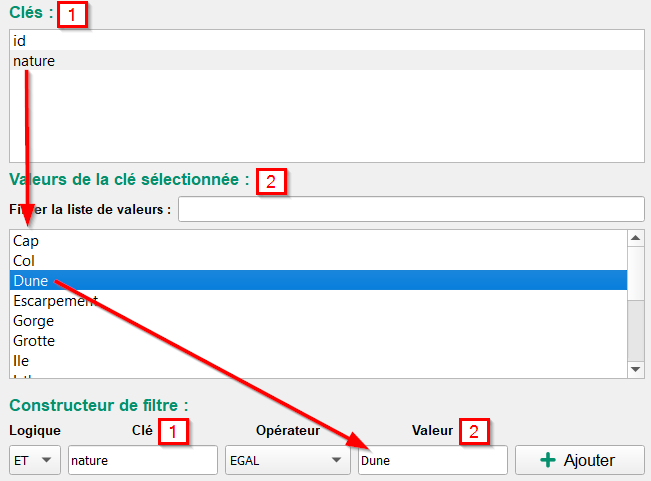 Clés : 1
id
nature
Valeurs de la clé sélectionnée : 2
Filtrer la liste de valeurs :
Cap
Col
Dune
Escarpement
Gorge
Grotte
Ile
Constructeur de filtre :
Logique Clé 1 Opérateur Valeur 2
ET nature EGAL Dune Ajouter